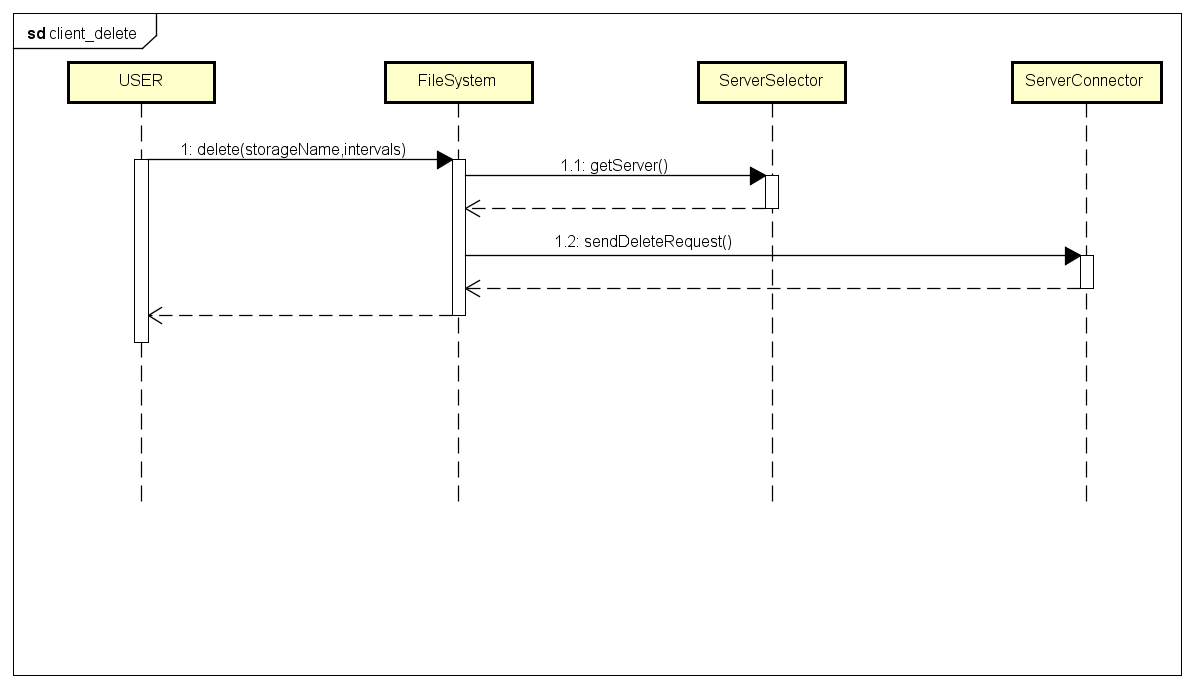 sd client_delete
USER
FileSystem
ServerSelector
ServerConnector
1: delete(storageName,intervals)
1.1: getServer()
1.2: sendDeleteRequest()